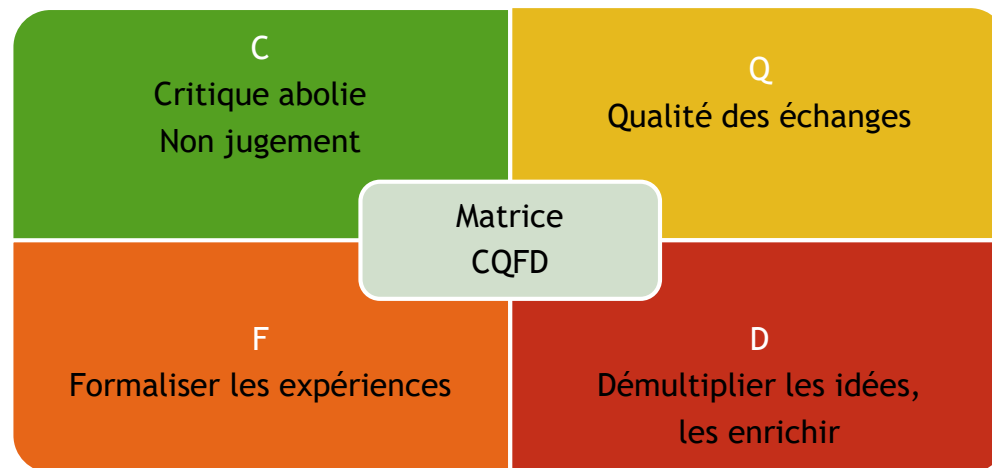 C
Critique abolie
Non jugement
Q
Qualité des échanges
Matrice
CQFD
F
Formaliser les expériences
D
Démultiplier les idées,
les enrichir